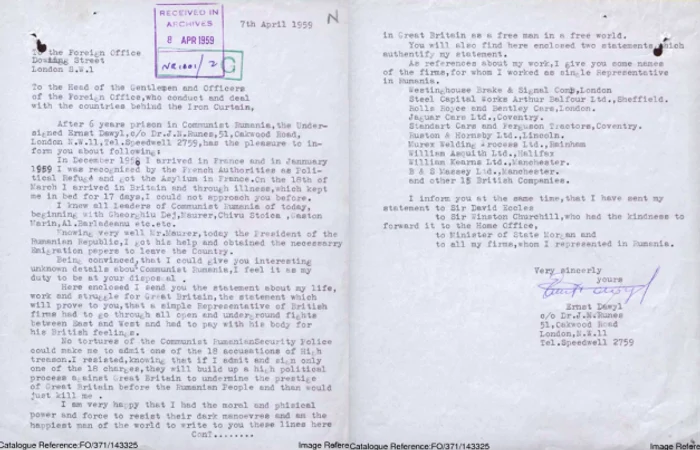 RECEIVED IN
ARCHIVES
8 APR 1959
NR1661/2
G
7th April 1959
N
To the Foreign Office
Downing Street
London S.W.1
To the Head of the Gentlemen and Officers
of the Foreign Office, who conduct and deal
with the countries behind the Iron Curtain,
After 6 years prison in Communist Rumania, the Under-
signed Ernst Dawyl, c/o Dr.J.N.Runes, 51, Oakwood Road,
London N.W.11, Tel.Speedwell 2759, has the pleasure to in-
form you about following:
In December 1958 I arrived in France and in January
1959 I was recognized by the French Authorities as Poli-
tical Refugé and got the Asylum in France. On the 18th of
March I arrived in Britain and through illness, which kept
me in bed for 17 days, I could not approach you before.
I know all leaders of Communist Rumania of today,
beginning with Gheorghiu Dej, Maurer, Chivu Stoica, Gaston
Marin, Al.Barladeanu etc.etc.
Knowing very well Mr.Maurer, today the President of the
Rumanian Republic, I got his help and obtained the necessary
Emigration pepers to leave the Country.
Being convinced, that I could give you interesting
unknown details about Communist Rumania, I feel it as my
duty to be at your disposal.
Here enclosed I send you the statement about my life,
work and struggle for Great Britain, the statement which
will prove to you, that a simple Representative of British
firms had to go through all open and underground fights
between East and West and had to pay with his body for
his British feelings.
No tortures of the Communist RumanianSecurity Police
could make me to admit one of the 18 accusations of High
treason. I resisted, knowing that if I admit and sign only
one of the 18 charges, they will build up a high political
process against Great Britain to undermine the prestige
of Great Britain before the Rumanian People and than would
just kill me.
I am very happy that I had the moral and phizical
power and force to resist their dark manoevres and am the
happiest man of the world to write to you these lines here
Cont........
in Great Britain as a free man in a free world.
You will also find here enclosed two statements which
authentify my statement.
As references about my work, I give you some names
of the firms, for whom I worked as single Representative
in Rumania.
Westinghouse Brake & Signal Comp, London
Steel Capital Works Arthur Balfour Ltd., Sheffield.
Rolls Royce and Bentley Cars, London.
Jaguar Cars Ltd., Coventry.
Standart Cars and Ferguson Tractors, Coventry.
Ruston & Hornsby Ltd., Lincoln.
Murex Welding Process Ltd., Rainham
William Asquith Ltd., Halifax
William Kearns Ltd., Manchester.
B & S Massey Ltd., Manchester.
and other 18 British Companies.
I inform you at the same time, that I have sent my
statement to Sir David Eccles
to Sir Winston Churchill, who had the kindness to
forward it to the Home Office,
to Minister of State and
to all my firms, whom I represented in Rumania.
Very sincerly
yours
Ernst Dawyl
c/o Dr.J.N.Runes
51, Oakwood Road
London, N.W.11
Tel. Speedwell 2759
Catalogue Reference:FO/371/143325
Image Refere
Catalogue Reference:FO/371/143325
Image Refere